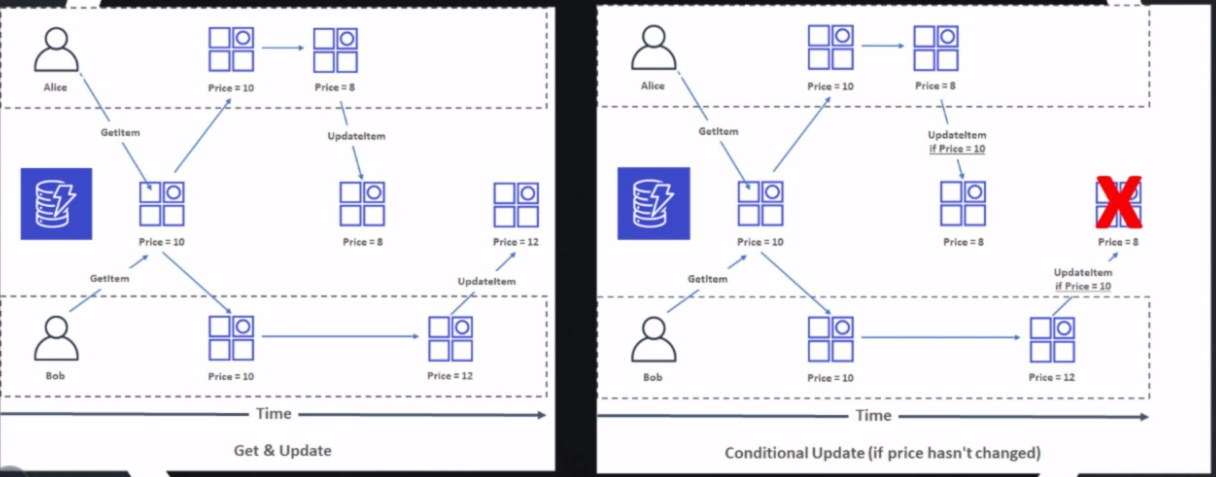 Alice
Price = 10
Price = 8
GetItem
UpdateItem
Price = 10
Price = 8
Price = 12
GetItem
UpdateItem
Bob
Price = 10
Price = 12
Time
Get & Update
Alice
Price = 10
Price = 8
GetItem
UpdateItem
if Price = 10
Price = 10
Price = 8
Price = 8
GetItem
UpdateItem
if Price = 10
Bob
Price = 10
Price = 12
Time
Conditional Update (if price hasn't changed)